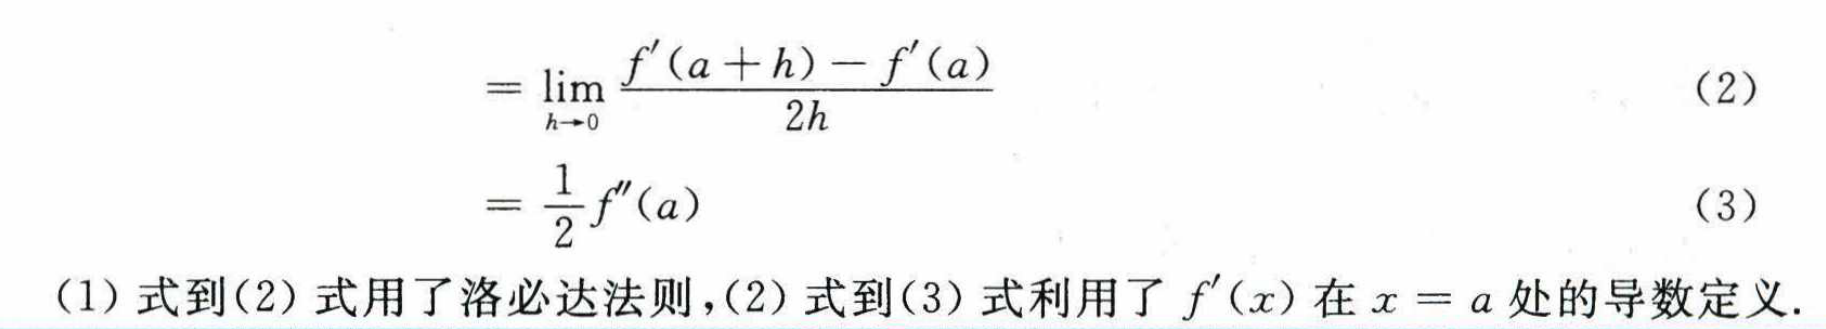 = lim_{h→0} \frac{f′(a + h) − f′(a)}{2h} (2)
= \frac{1}{2} f″(a) (3)
(1) 式到(2) 式用了洛必达法则,(2) 式到(3) 式利用了 f′(x) 在 x = a 处的导数定义.